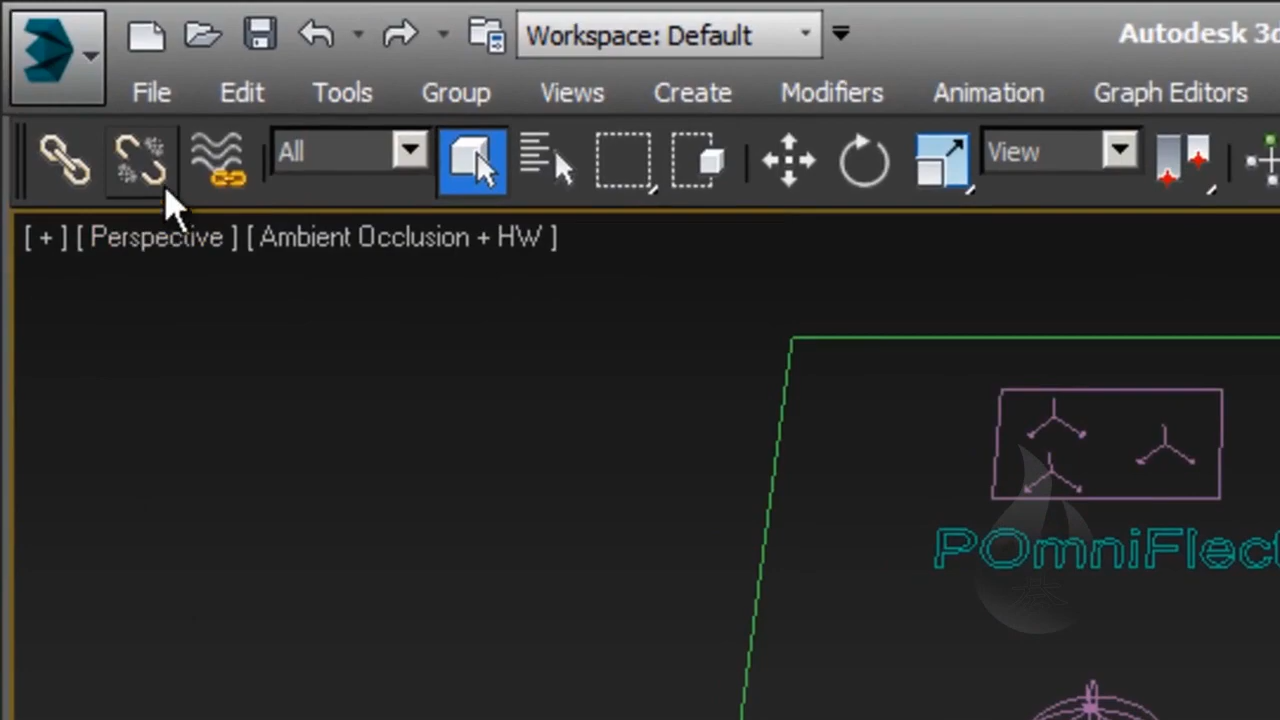 Workspace: Default
Autodesk 3d
File Edit Tools Group Views Create Modifiers Animation Graph Editors
All
View
[ + ] [ Perspective ] [ Ambient Occlusion + HW ]
POmniFlect